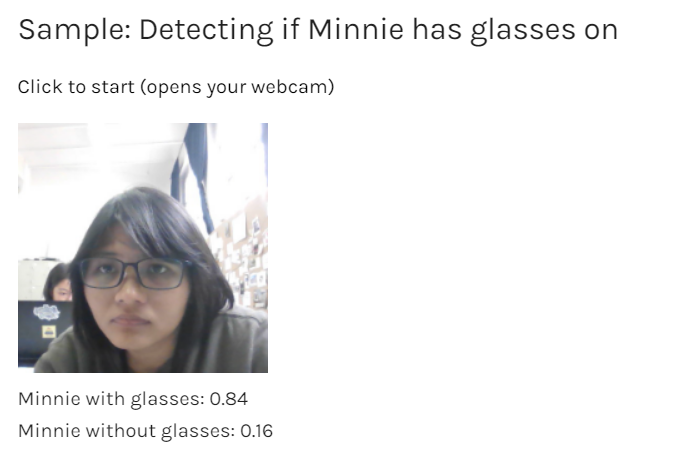 Sample: Detecting if Minnie has glasses on
Click to start (opens your webcam)
Minnie with glasses: 0.84
Minnie without glasses: 0.16